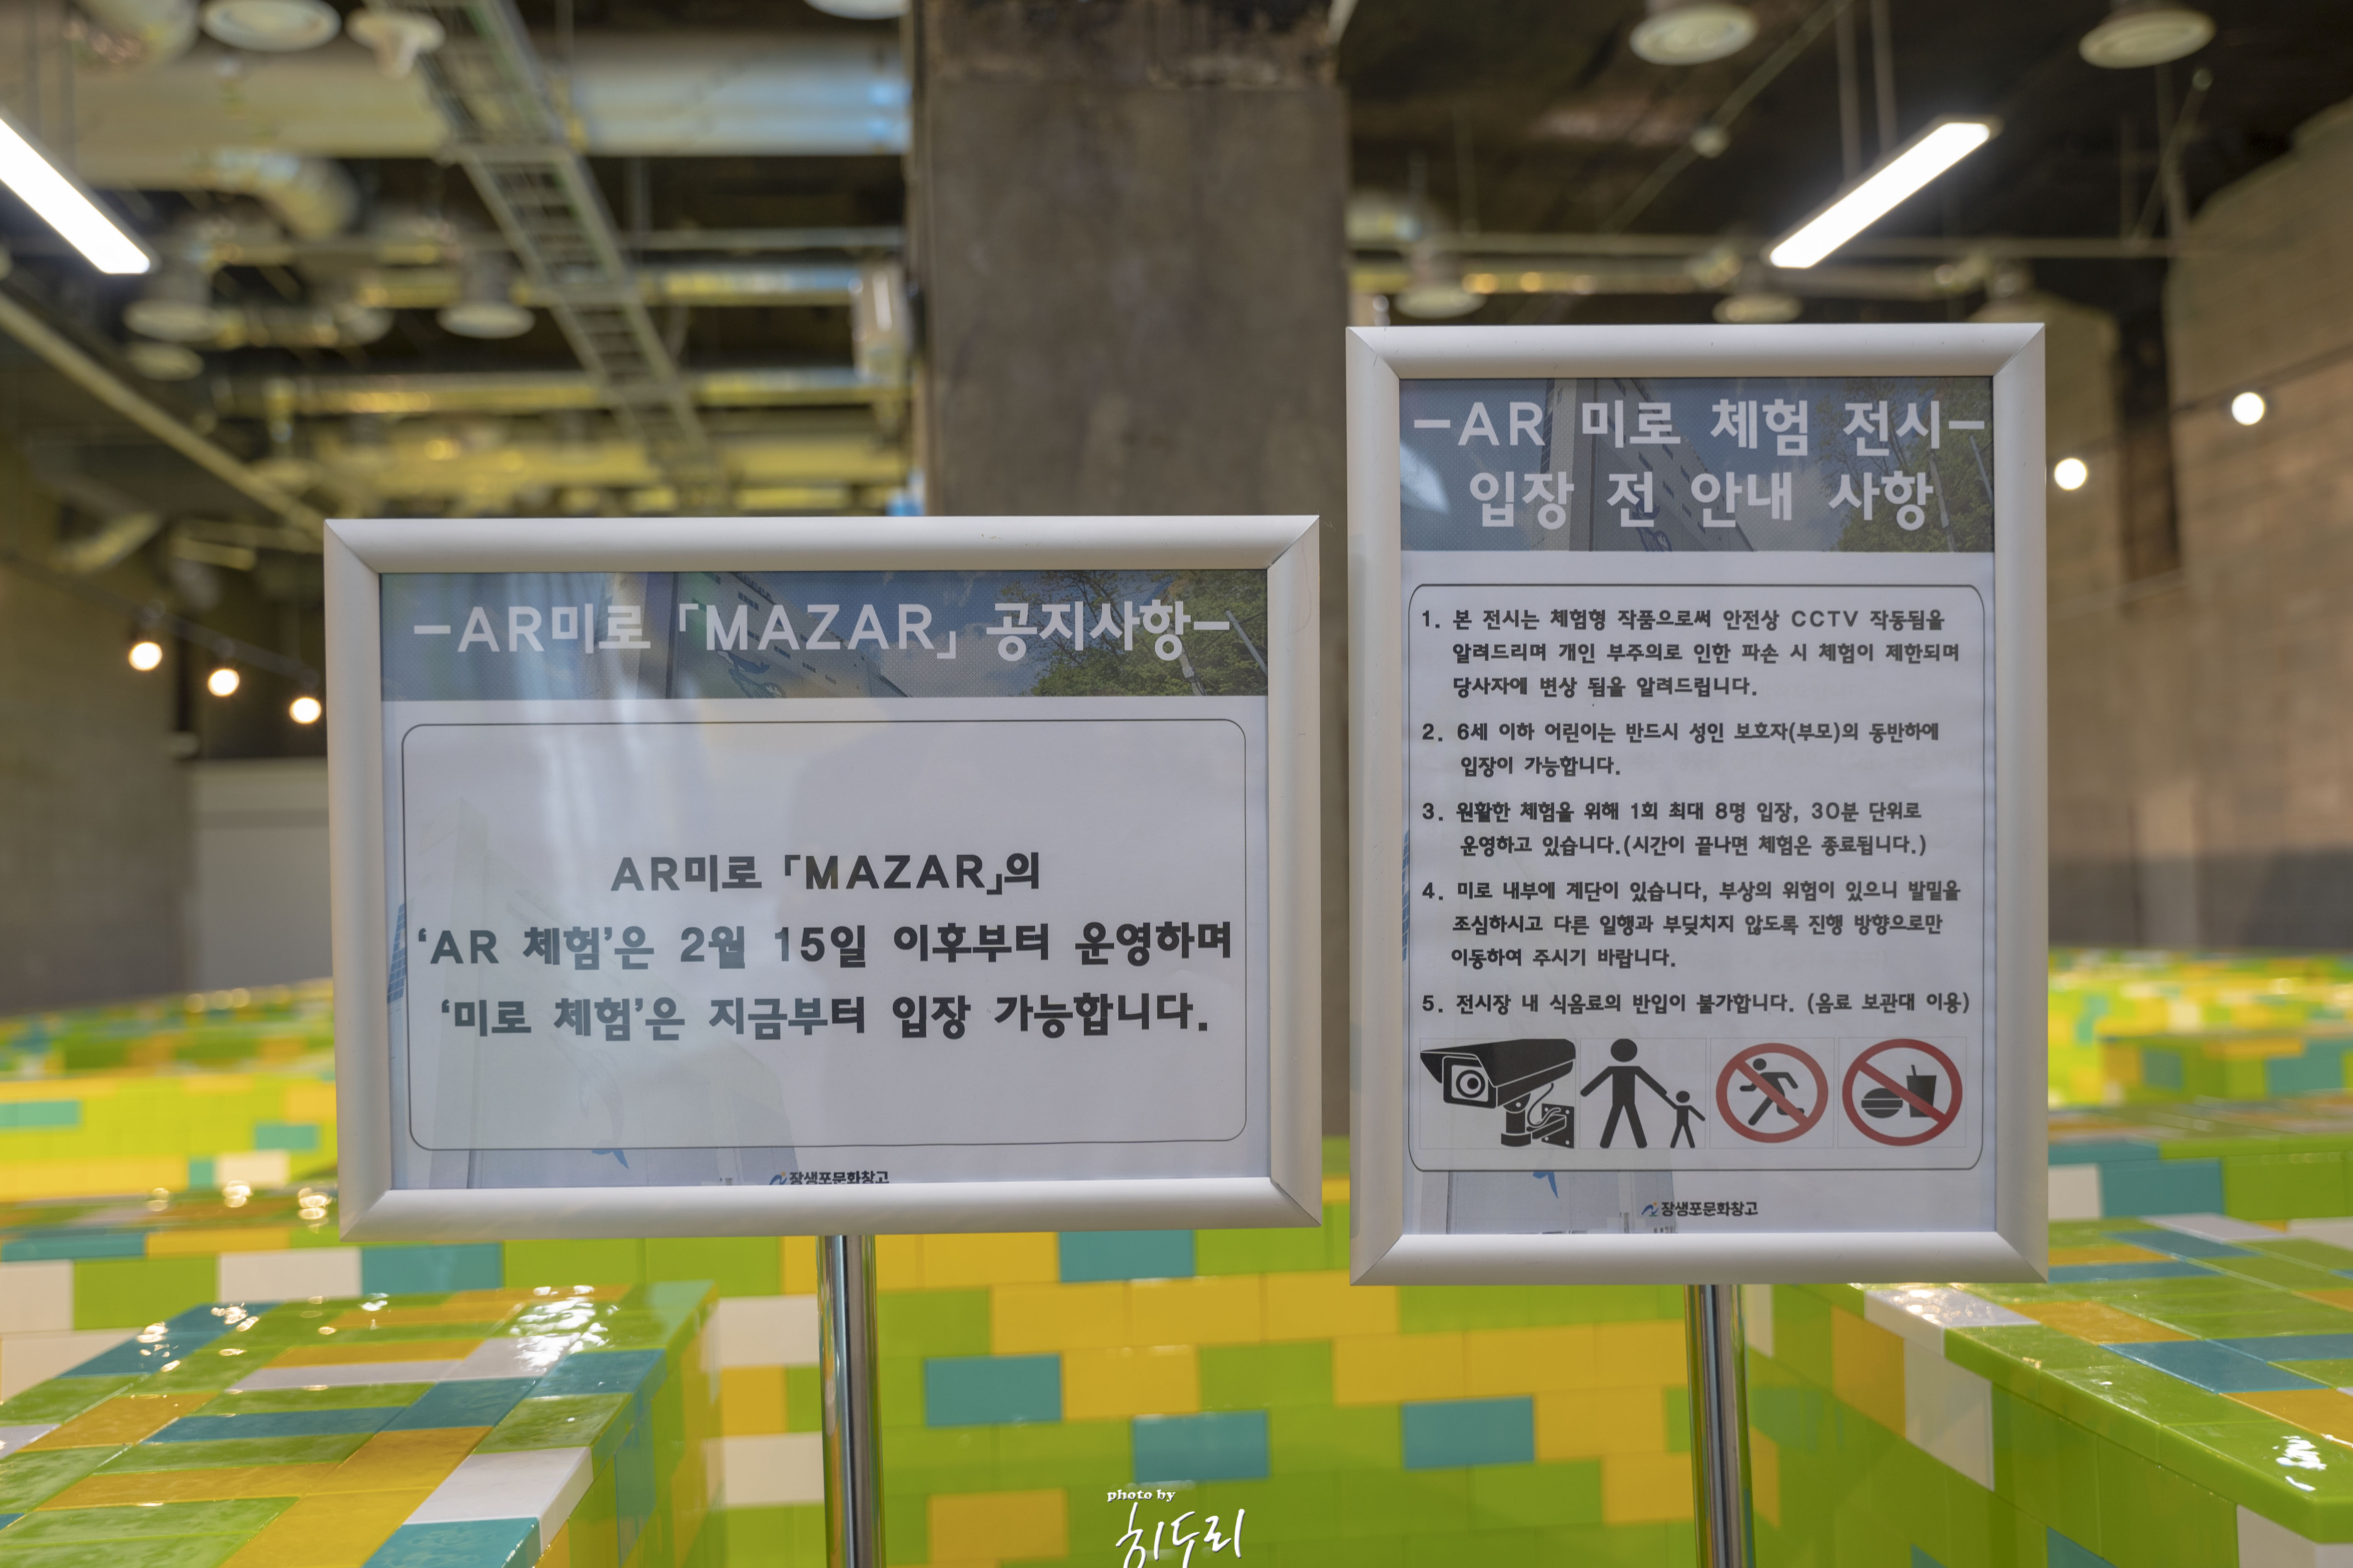 -AR미로「MAZAR」공지사항-
AR미로「MAZAR」의
‘AR 체험’은 2월 15일 이후부터 운영하며
‘미로 체험’은 지금부터 입장 가능합니다.
장생포문화창고
-AR 미로 체험 전시-
입장 전 안내 사항
1. 본 전시는 체험형 작품으로써 안전상 CCTV 작동됨을
알려드리며 개인 부주의로 인한 파손 시 체험이 제한되며
당사자에 변상 됨을 알려드립니다.
2. 6세 이하 어린이는 반드시 성인 보호자(부모)의 동반하에
입장이 가능합니다.
3. 원활한 체험을 위해 1회 최대 8명 입장, 30분 단위로
운영하고 있습니다.(시간이 끝나면 체험은 종료됩니다.)
4. 미로 내부에 계단이 있습니다, 부상의 위험이 있으니 발밑을
조심하시고 다른 일행과 부딪치지 않도록 진행 방향으로만
이동하여 주시기 바랍니다.
5. 전시장 내 식음료의 반입이 불가합니다. (음료 보관대 이용)
장생포문화창고
photo by
히두리